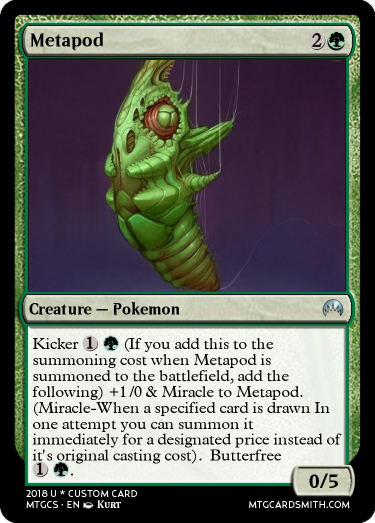 Metapod 2
Creature — Pokemon
Kicker 1 (If you add this to the
summoning cost when Metapod is
summoned to the battlefield, add the
following) +1/0 & Miracle to Metapod.
(Miracle-When a specified card is drawn In
one attempt you can summon it
immediately for a designated price instead of
it's original casting cost).  Butterfree
1 .
0/5
2018 U * CUSTOM CARD
MTGCS · EN Kurt
MTGCARDSMITH.COM